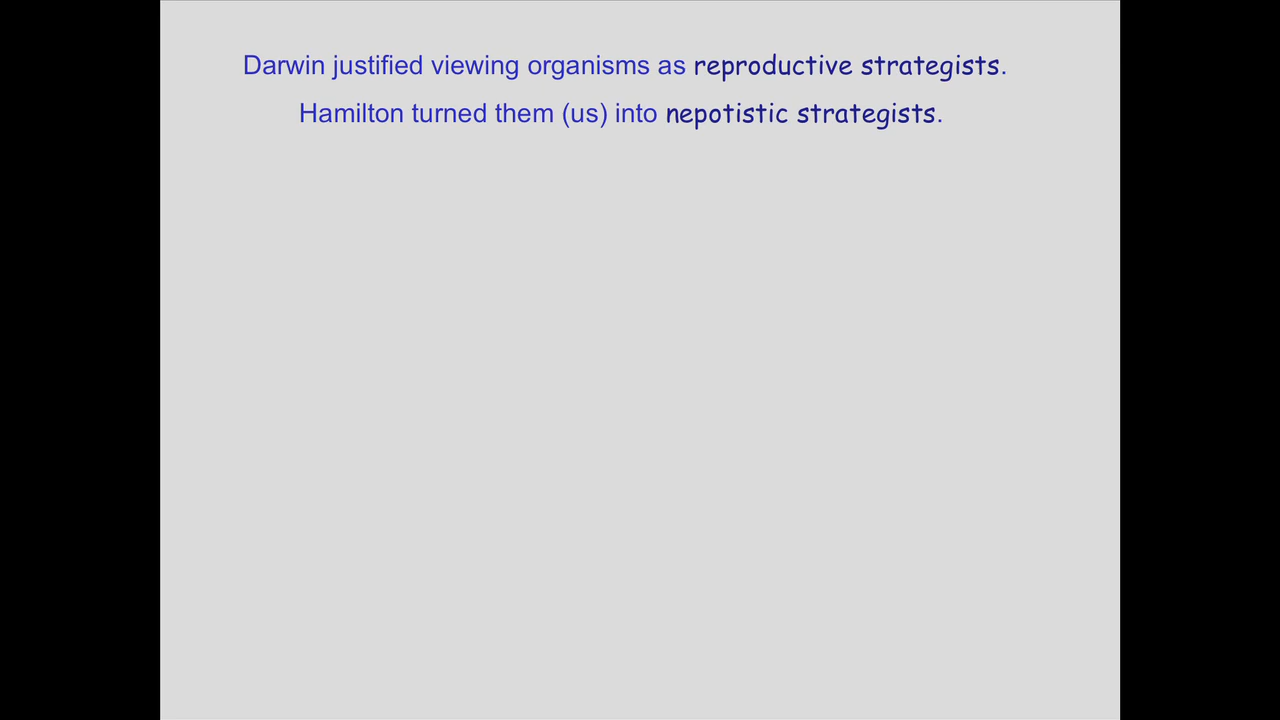 Darwin justified viewing organisms as reproductive strategists.
Hamilton turned them (us) into nepotistic strategists.